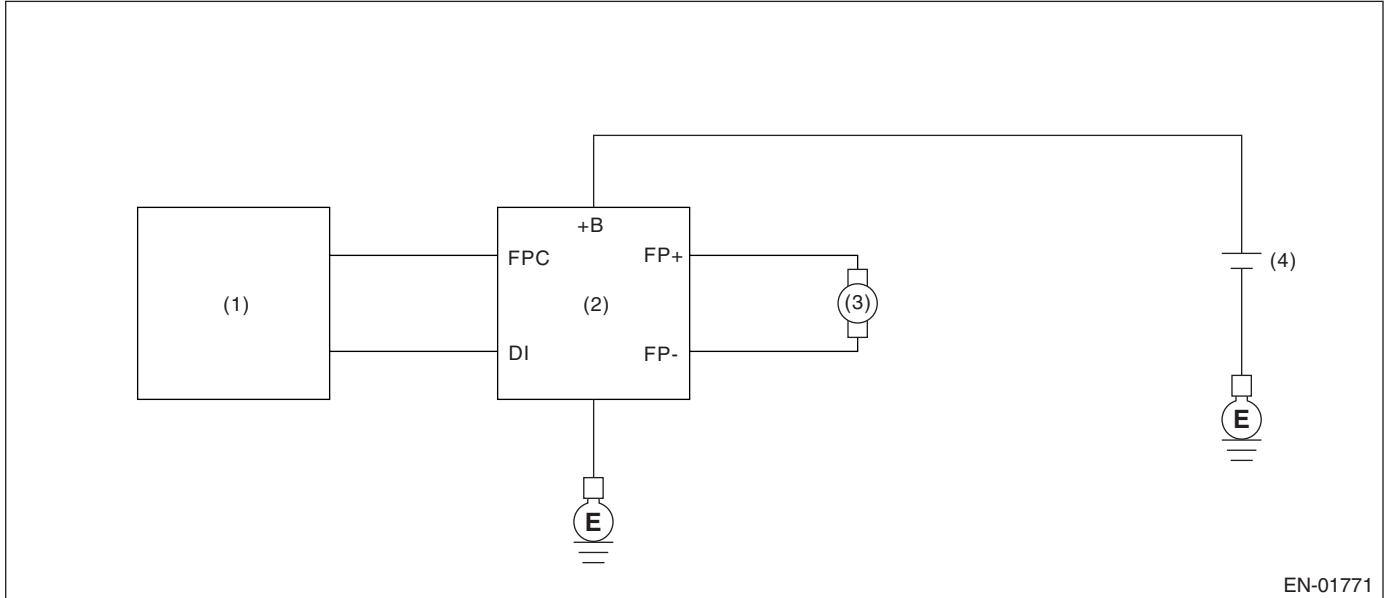 +B
FPC
FP+
(4)
(1)
(2)
(3)
DI
FP-
E
E
EN-01771